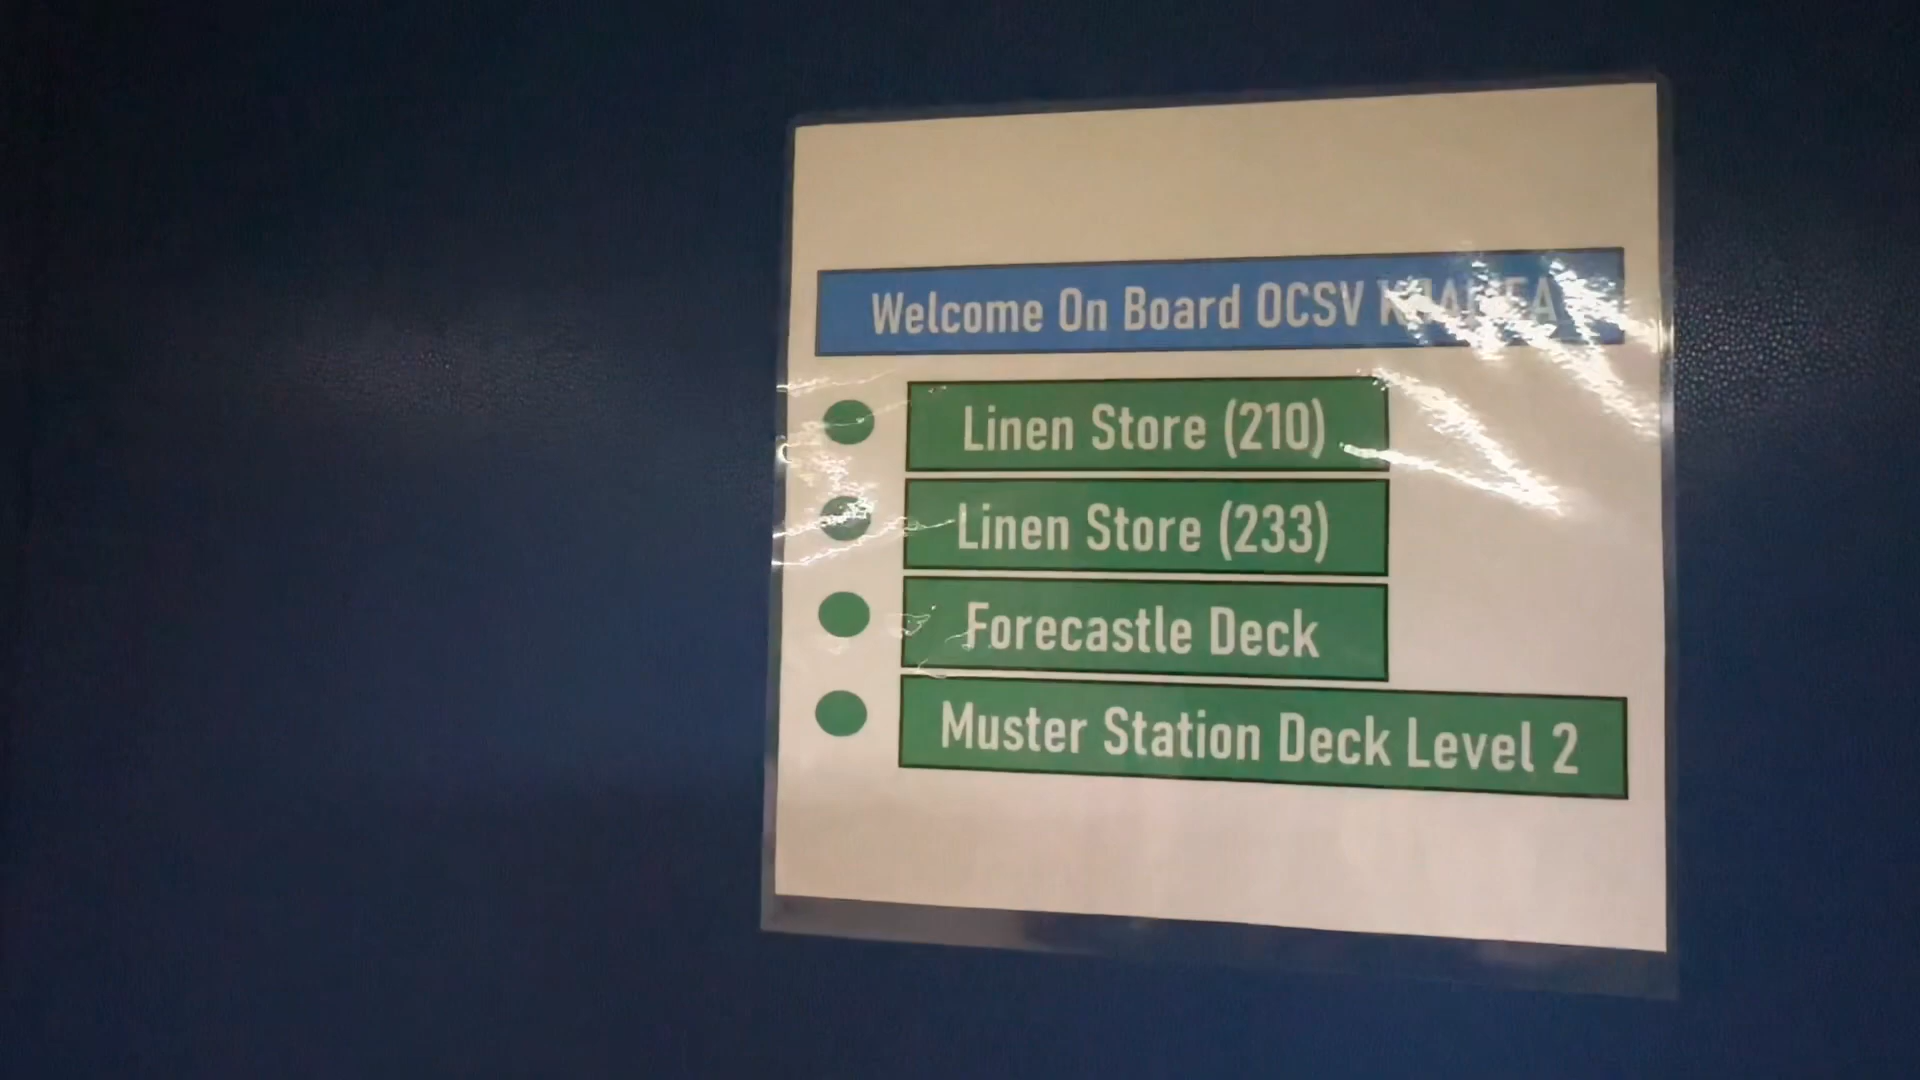 Welcome On Board OCSV
Linen Store (210)
Linen Store (233)
Forecastle Deck
Muster Station Deck Level 2